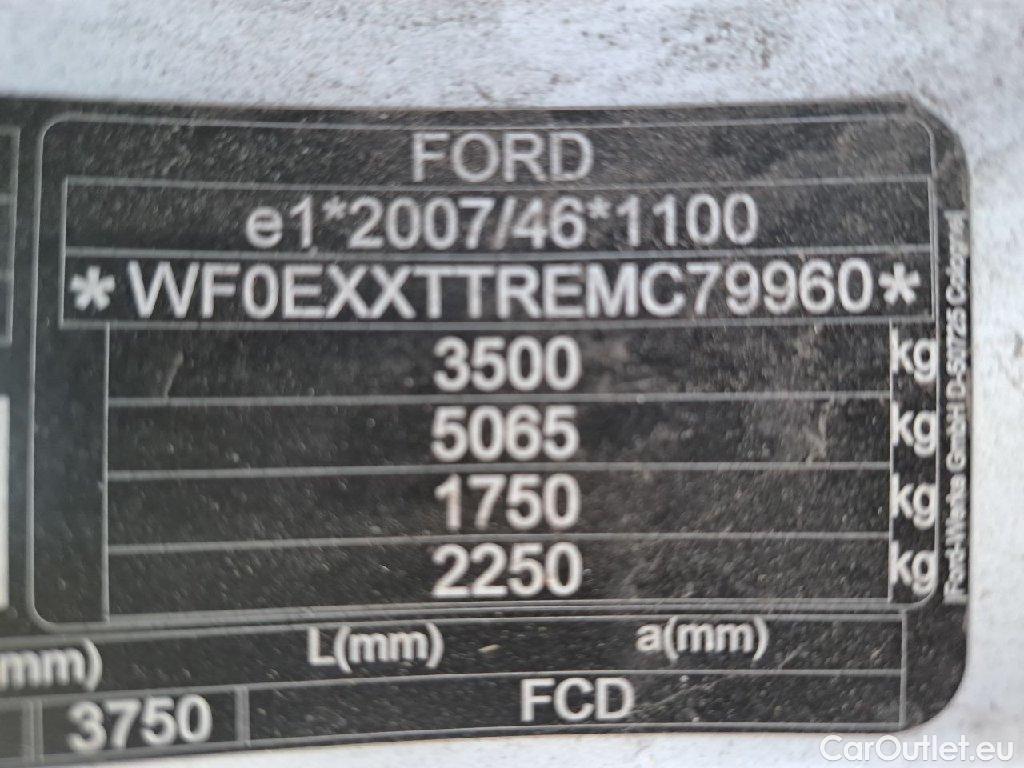 FORD
e1*2007/46*1100
*WF0EXXTTREMC79960*
3500 kg
5065 kg
1750 kg
2250 kg
Ford-Werke GmbH D-50725 Cologne
(mm) L(mm) a(mm)
3750 FCD
CarOutlet.eu